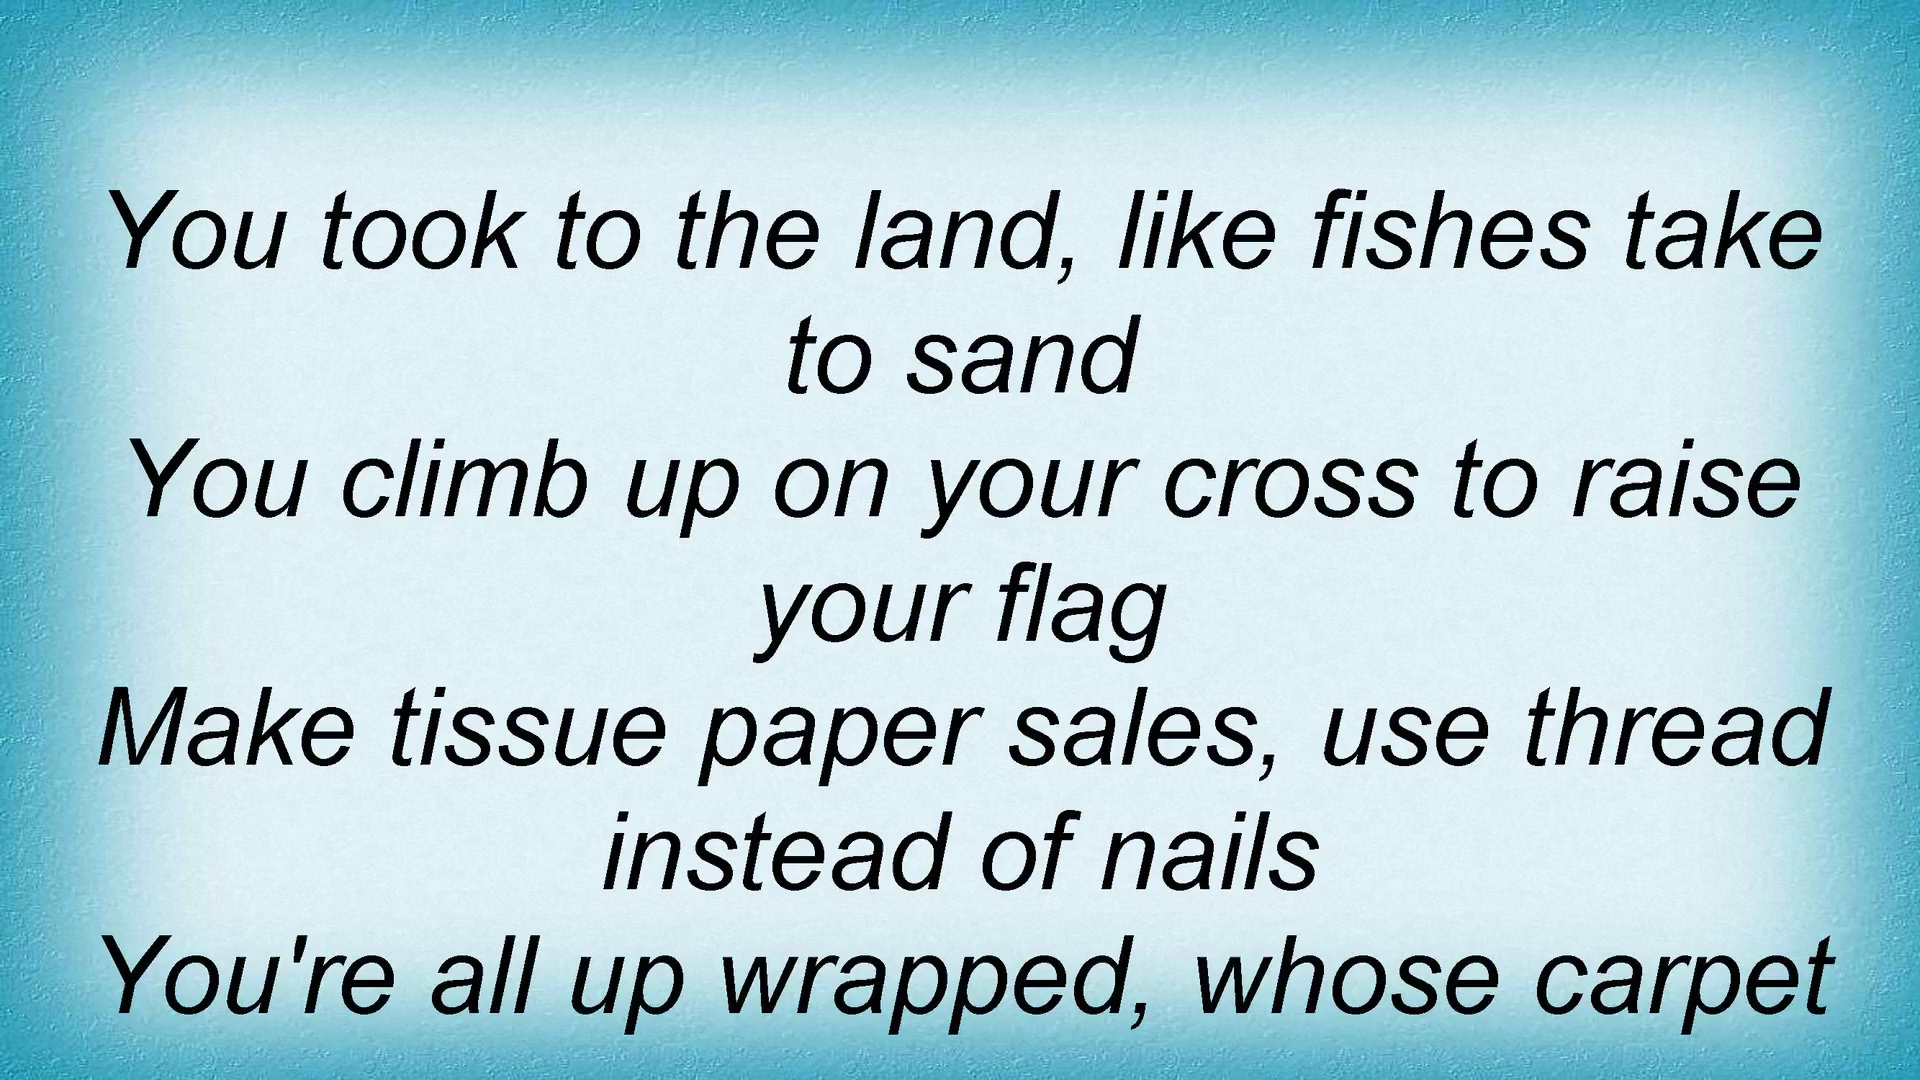 You took to the land, like fishes take
to sand
You climb up on your cross to raise
your flag
Make tissue paper sales, use thread
instead of nails
You're all up wrapped, whose carpet